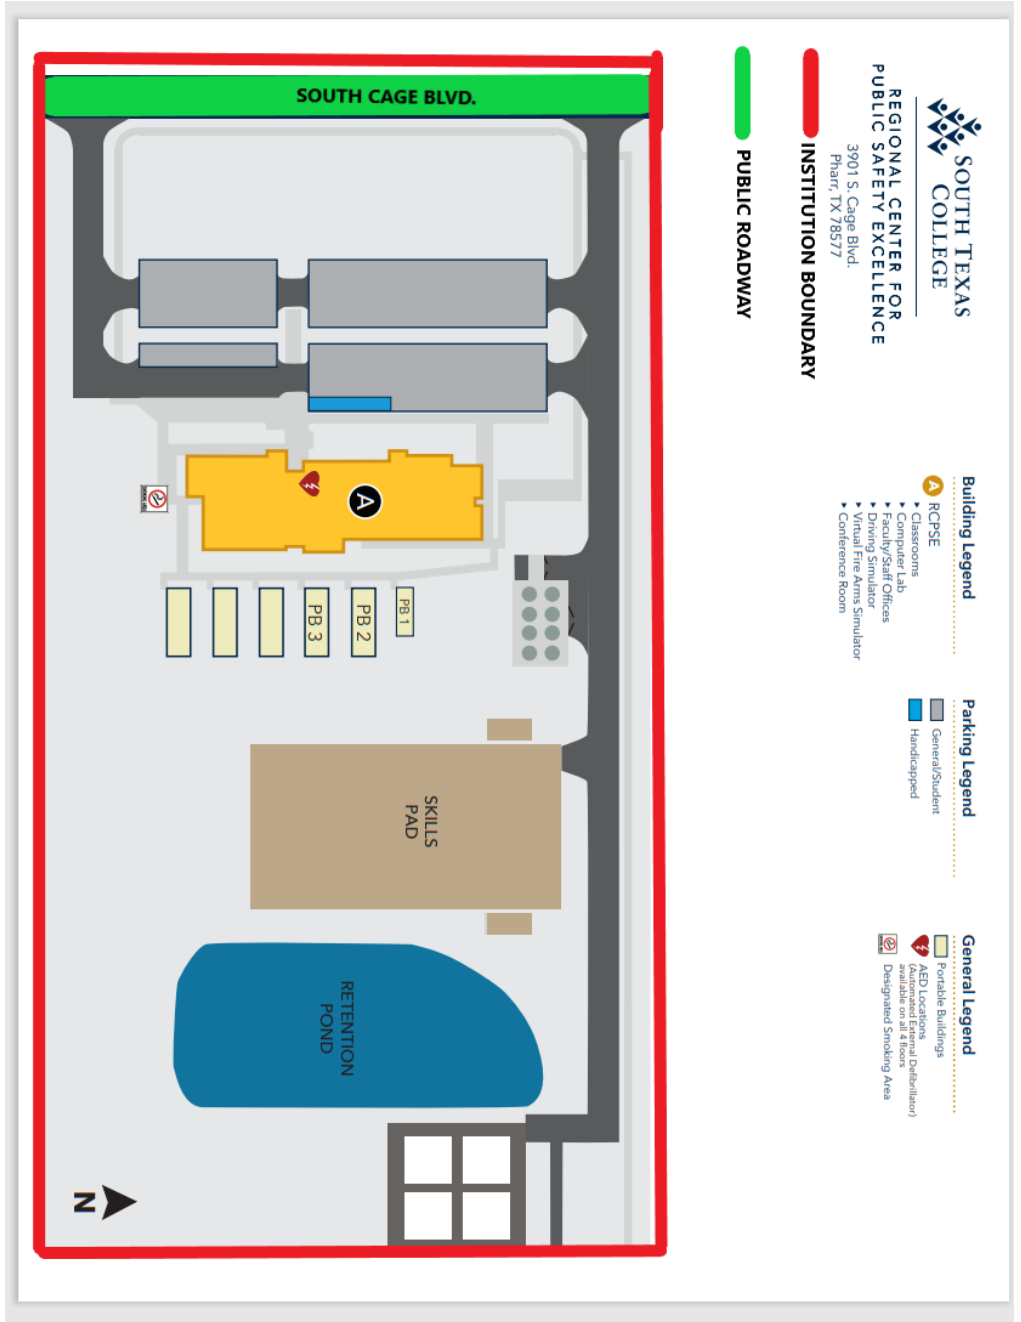 SOUTH TEXAS
COLLEGE
REGIONAL CENTER FOR
PUBLIC SAFETY EXCELLENCE
3901 S. Cage Blvd.
Pharr, TX 78577
INSTITUTION BOUNDARY
PUBLIC ROADWAY
Building Legend
A RCPSE
▸ Classrooms
▸ Computer Lab
▸ Faculty/Staff Offices
▸ Driving Simulator
▸ Virtual Fire Arms Simulator
▸ Conference Room
Parking Legend
General/Student
Handicapped
General Legend
Portable Buildings
AED Locations
(Automated External Defibrillator)
available on all 4 floors
Designated Smoking Area
SOUTH CAGE BLVD.
A
PB 1
PB 2
PB 3
SKILLS
PAD
RETENTION
POND
N